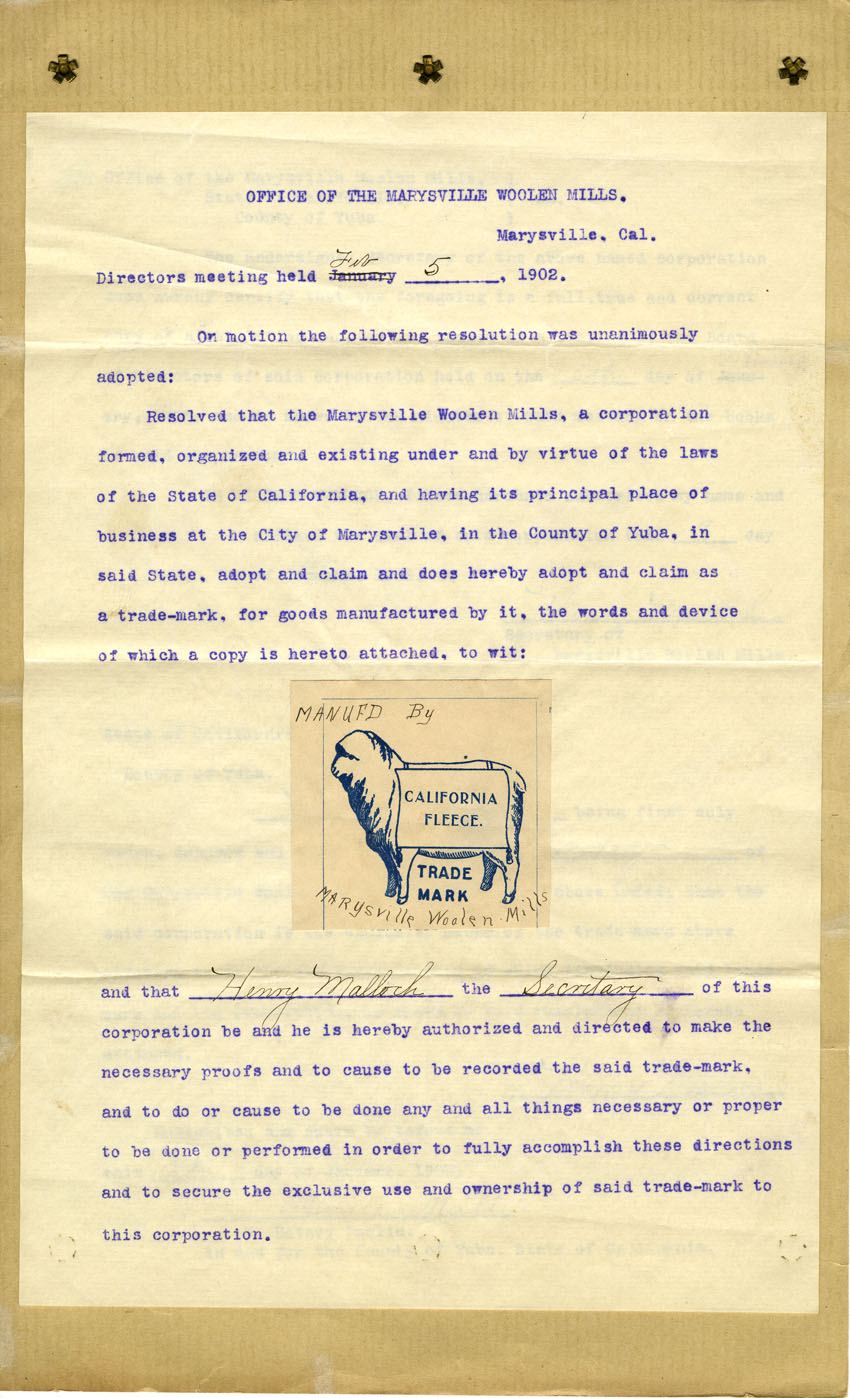 OFFICE OF THE MARYSVILLE WOOLEN MILLS.
Marysville, Cal.
Directors meeting held January Feb 5, 1902.
On motion the following resolution was unanimously
adopted:
Resolved that the Marysville Woolen Mills, a corporation
formed, organized and existing under and by virtue of the laws
of the State of California, and having its principal place of
business at the City of Marysville, in the County of Yuba, in
said State, adopt and claim and does hereby adopt and claim as
a trade-mark, for goods manufactured by it, the words and device
of which a copy is hereto attached, to wit:
MANUFD By
CALIFORNIA
FLEECE.
TRADE
MARK
MARYSVILLE Woolen Mills
and that Henry Malloch the Secretary of this
corporation be and he is hereby authorized and directed to make the
necessary proofs and to cause to be recorded the said trade-mark,
and to do or cause to be done any and all things necessary or proper
to be done or performed in order to fully accomplish these directions
and to secure the exclusive use and ownership of said trade-mark to
this corporation.